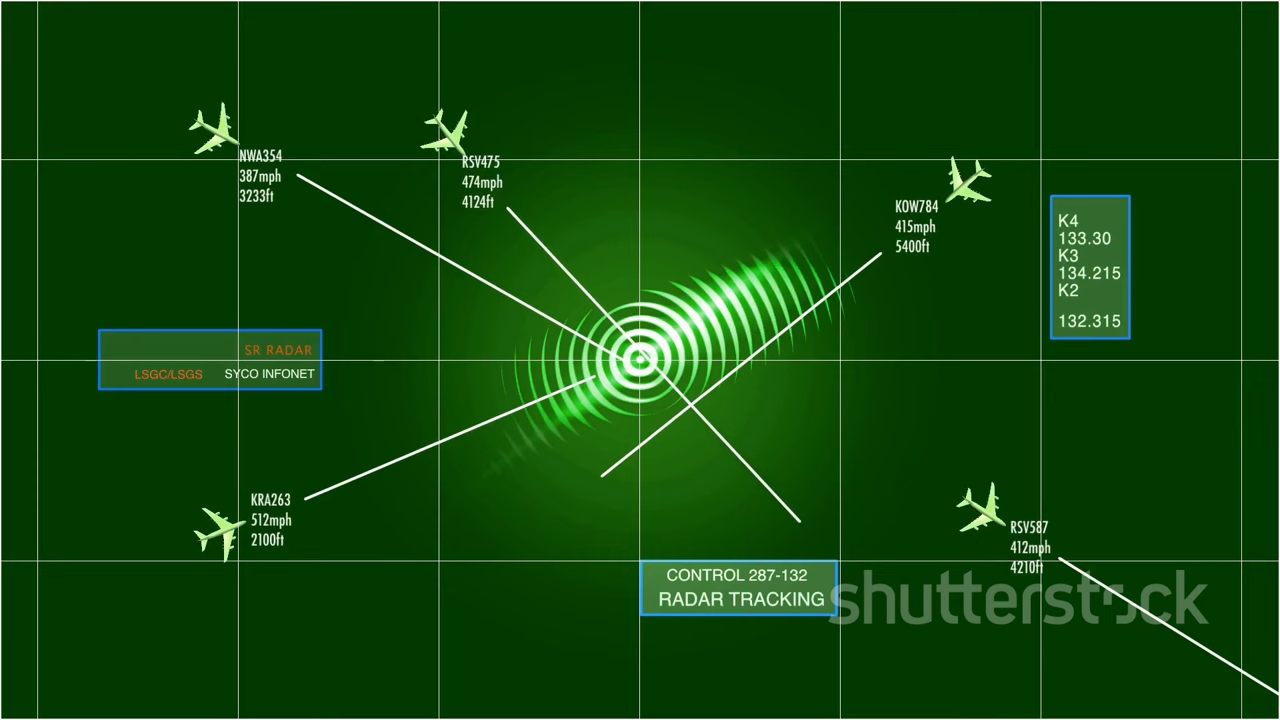 NWA354
387mph
3233ft
RSV475
474mph
4124ft
KOW784
415mph
5400ft
K4
133.30
K3
134.215
K2
132.315
SR RADAR
LSGC/LSGS SYCO INFONET
KRA263
512mph
2100ft
RSV587
412mph
4210ft
CONTROL 287-132
RADAR TRACKING
shutterstock